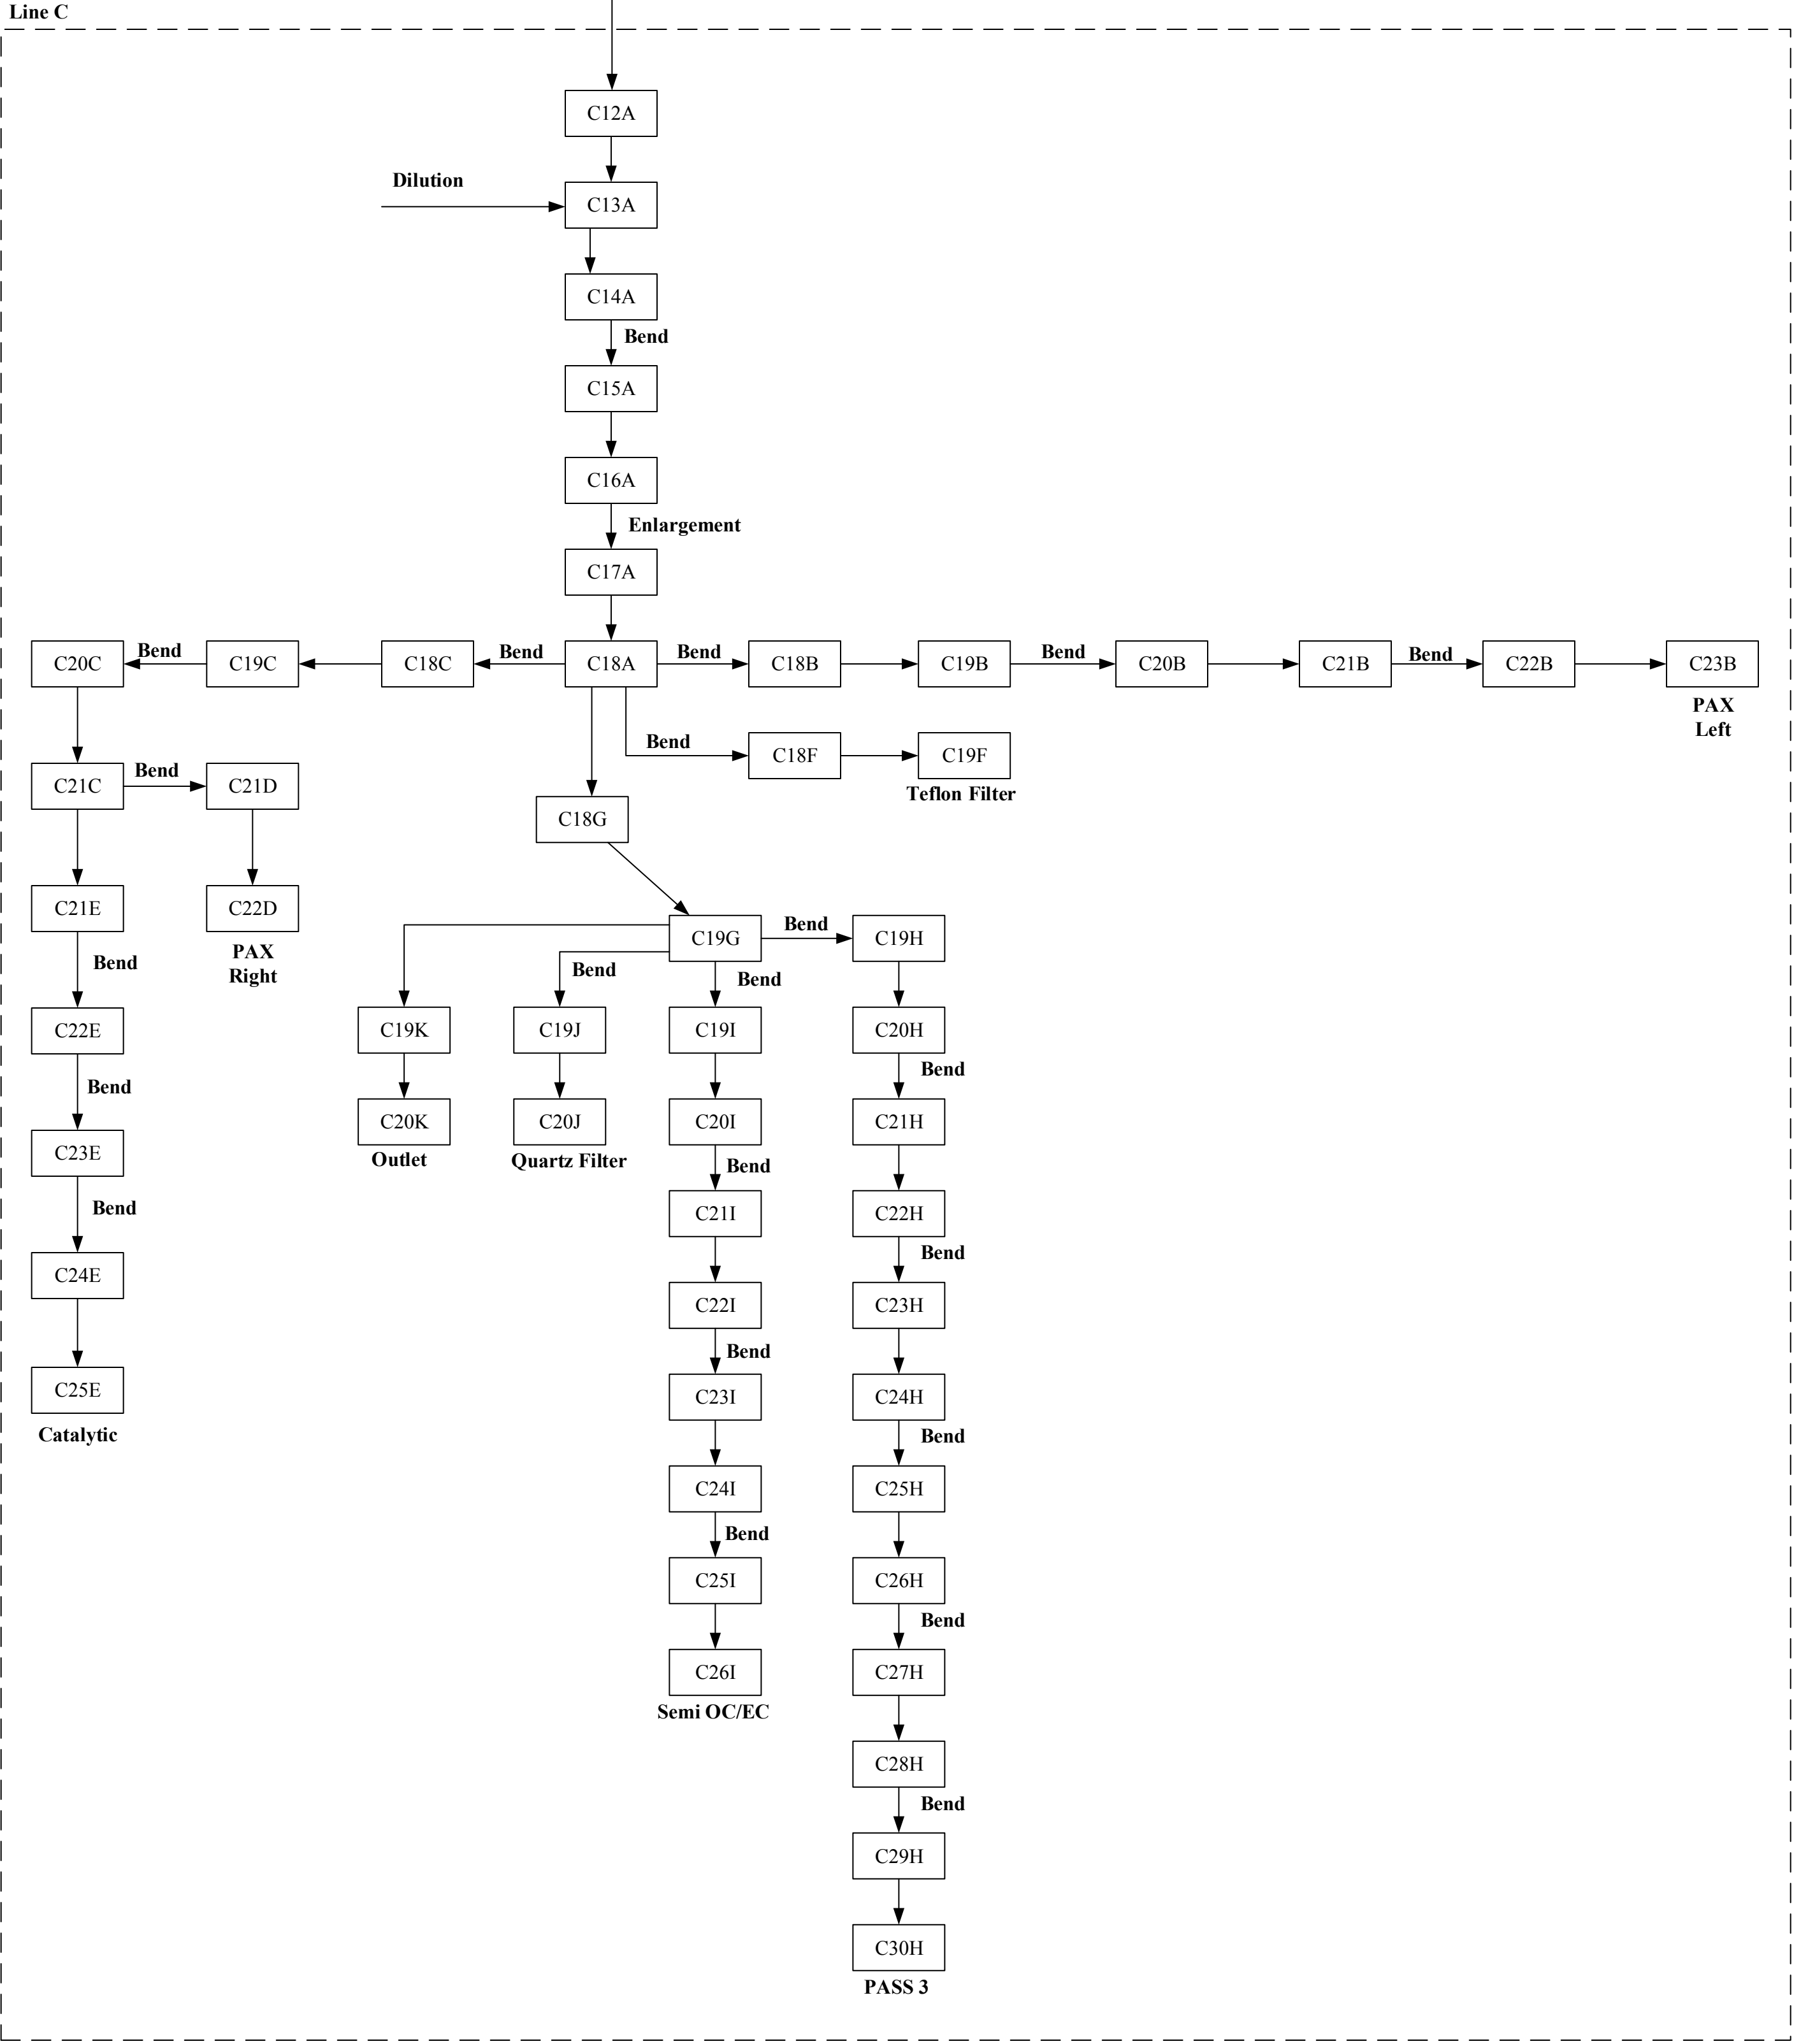 Line C
C12A
Dilution
C13A
C14A
Bend
C15A
C16A
Enlargement
C17A
C20C
Bend
C19C
C18C
Bend
C18A
Bend
C18B
C19B
Bend
C20B
C21B
Bend
C22B
C23B
PAX
Left
Bend
C18F
C19F
Teflon Filter
C21C
Bend
C21D
C18G
C21E
C22D
PAX
Right
Bend
C22E
Bend
C23E
Bend
C24E
C25E
Catalytic
C19G
Bend
C19H
Bend
Bend
C19K
C19J
C19I
C20H
Bend
C20K
Outlet
C20J
Quartz Filter
C20I
Bend
C21I
C22I
Bend
C23I
C24I
Bend
C25I
C26I
Semi OC/EC
C21H
C22H
Bend
C23H
C24H
Bend
C25H
C26H
Bend
C27H
C28H
Bend
C29H
C30H
PASS 3